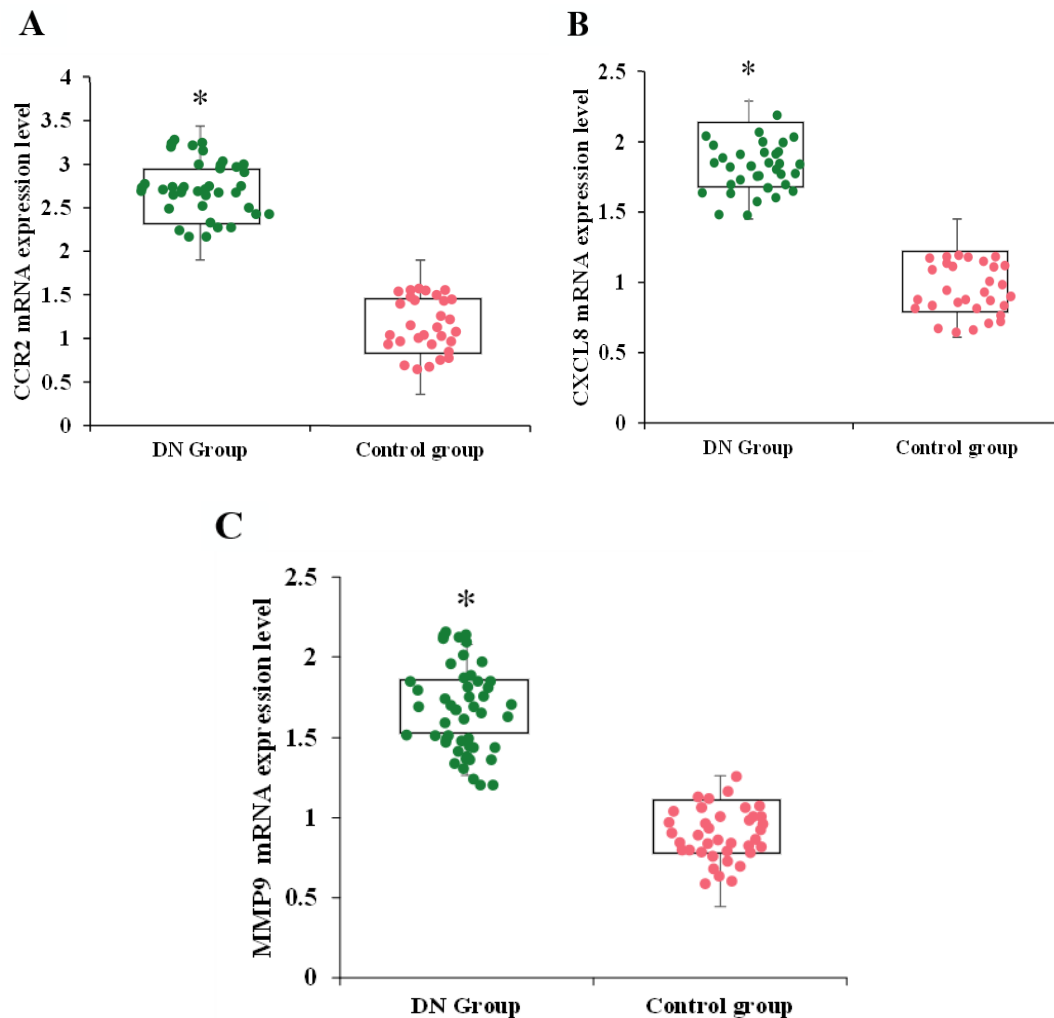 A
CCR2 mRNA expression level
4
3.5
3
2.5
2
1.5
1
0.5
0
*
DN Group
Control group
B
CXCL8 mRNA expression level
2.5
2
1.5
1
0.5
0
*
DN Group
Control group
C
MMP9 mRNA expression level
2.5
2
1.5
1
0.5
0
*
DN Group
Control group